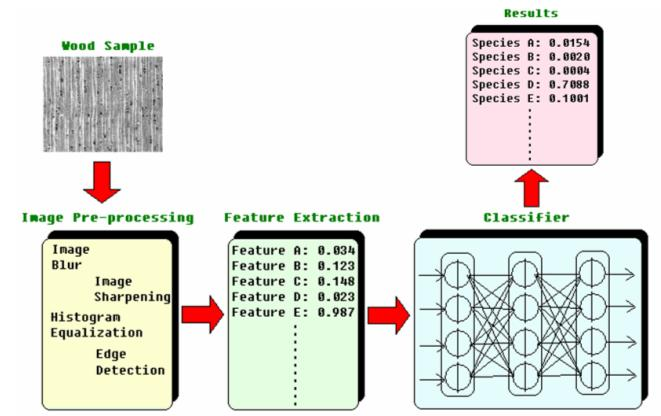 Wood Sample
Image Pre-processing
Image
Blur
Image
Sharpening
Histogram
Equalization
Edge
Detection
Feature Extraction
Feature A: 0.034
Feature B: 0.123
Feature C: 0.148
Feature D: 0.023
Feature E: 0.987
Classifier
Results
Species A: 0.0154
Species B: 0.0020
Species C: 0.0004
Species D: 0.7088
Species E: 0.1001